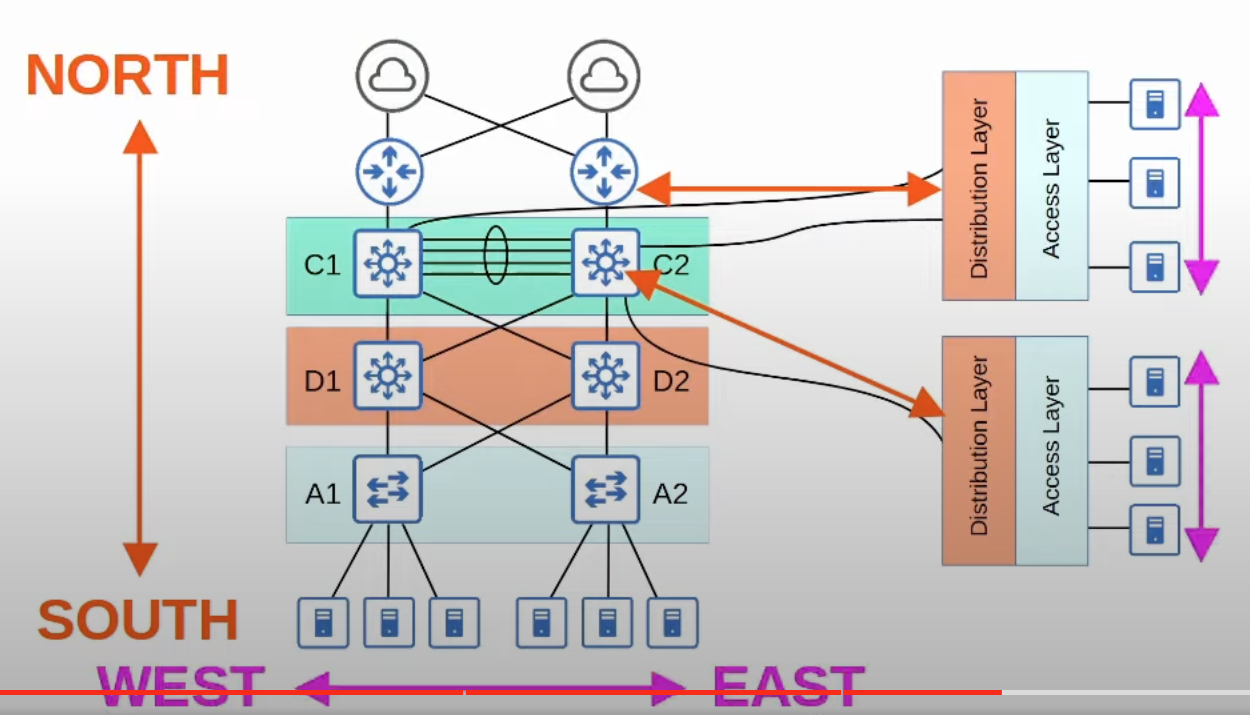 NORTH
C1
C2
D1
D2
A1
A2
SOUTH
WEST
EAST
Distribution Layer
Access Layer
Distribution Layer
Access Layer